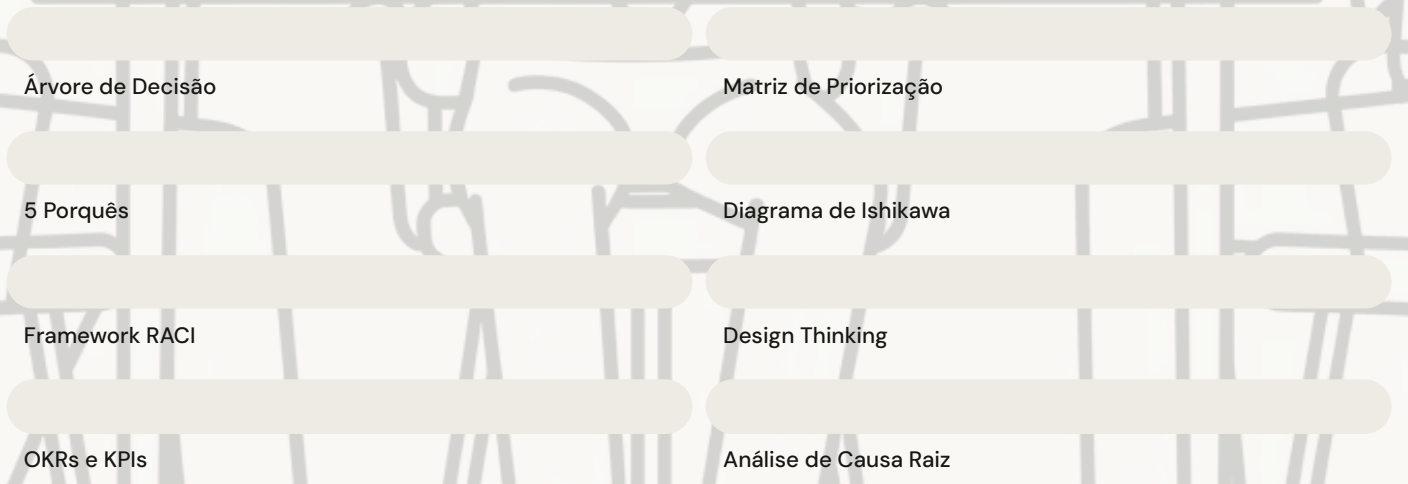 Árvore de Decisão
Matriz de Priorização
5 Porquês
Diagrama de Ishikawa
Framework RACI
Design Thinking
OKRs e KPIs
Análise de Causa Raiz